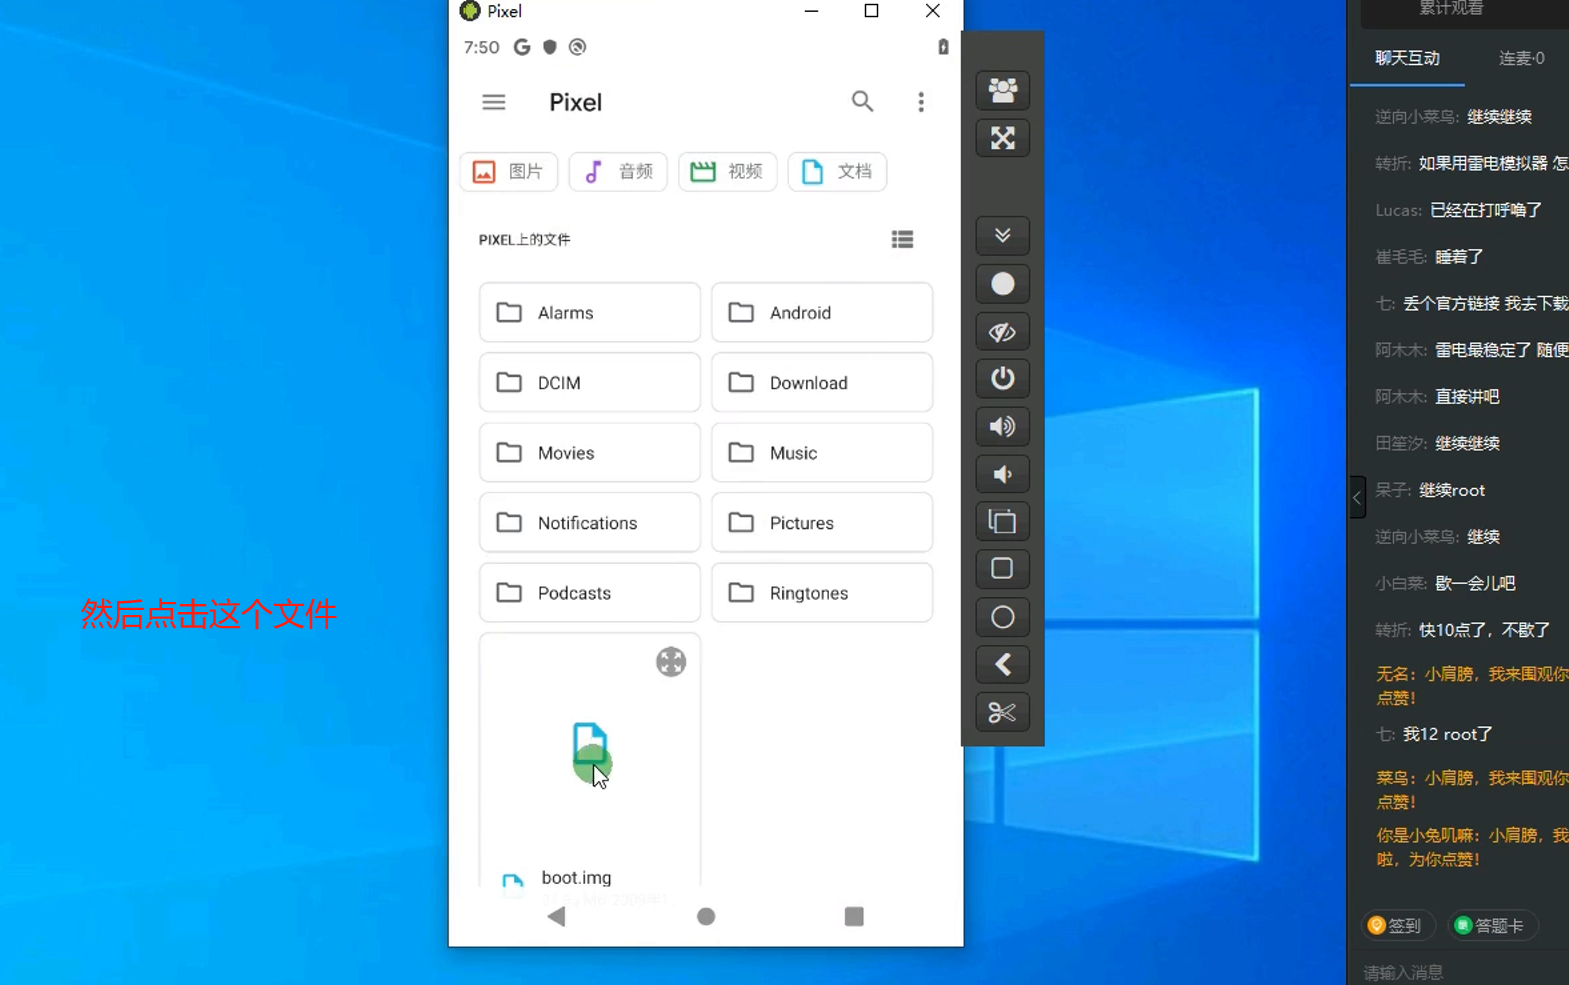 Pixel
7:50
Pixel
图片
音频
视频
文档
PIXEL上的文件
Alarms
Android
DCIM
Download
Movies
Music
Notifications
Pictures
Podcasts
Ringtones
boot.img
然后点击这个文件
累计观看
聊天互动
连麦·0
逆向小菜鸟: 继续继续
转折: 如果用雷电模拟器 怎
Lucas: 已经在打呼噜了
崔毛毛: 睡着了
七: 丢个官方链接 我去下载
阿木木: 雷电最稳定了 随便
阿木木: 直接讲吧
田笙汐: 继续继续
呆子: 继续root
逆向小菜鸟: 继续
小白菜: 歇一会儿吧
转折: 快10点了，不歇了
无名：小肩膀，我来围观你
点赞！
七: 我12 root了
菜鸟：小肩膀，我来围观你
点赞！
你是小兔叽嘛：小肩膀，我
啦，为你点赞！
签到
答题卡
请输入消息